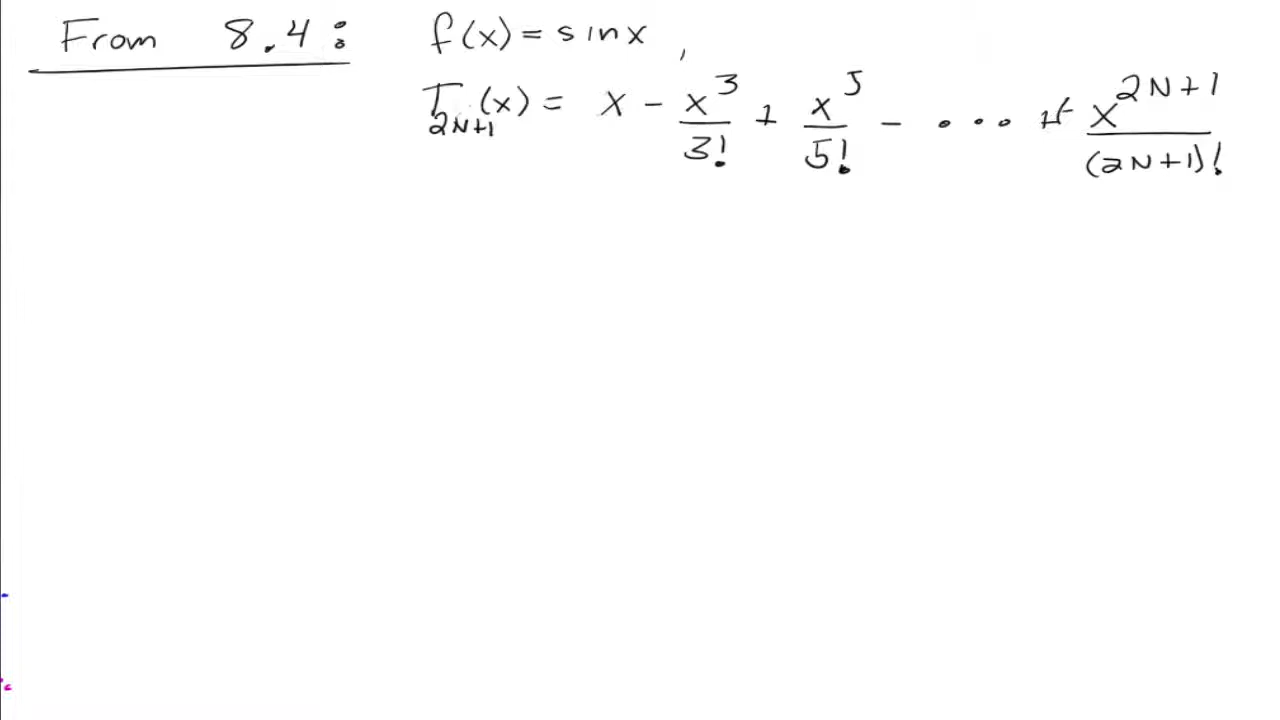 From 8.4: f(x) = sin x,
T_{2N+1}(x) = x - x^3/3! + x^5/5! - ... + x^{2N+1}/(2N+1)!